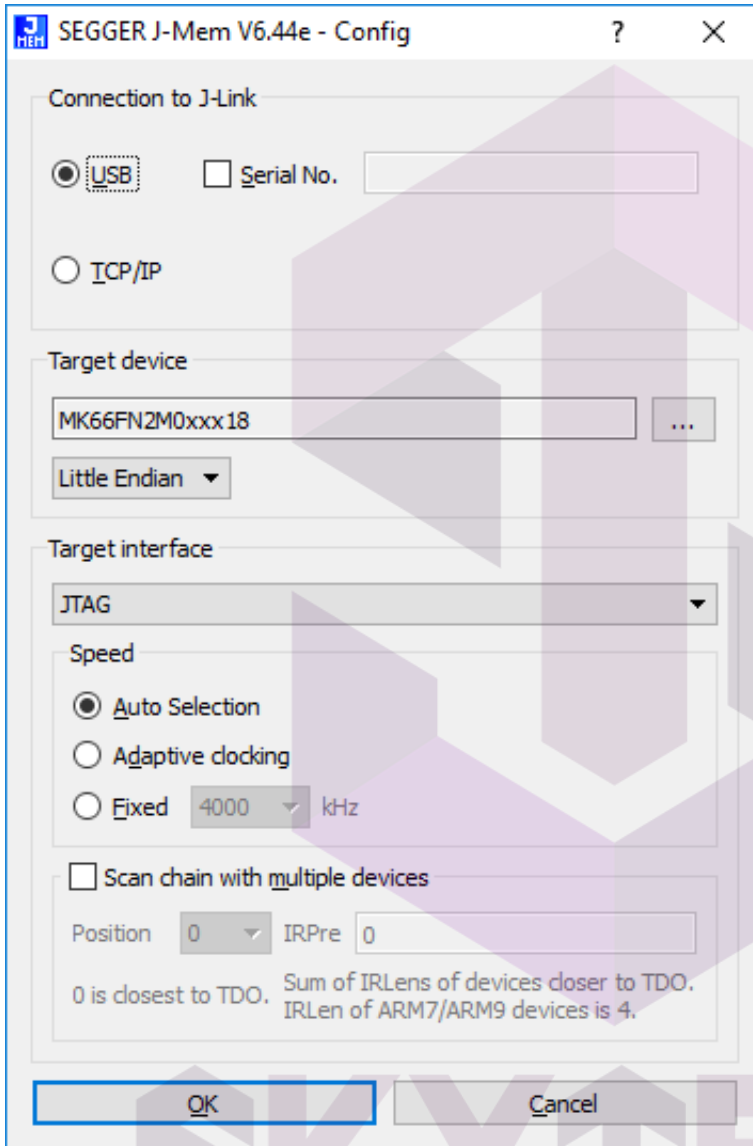 J MEM SEGGER J-Mem V6.44e - Config ? X
Connection to J-Link
USB Serial No.
TCP/IP
Target device
MK66FN2M0xxx18 ...
Little Endian
Target interface
JTAG
Speed
Auto Selection
Adaptive clocking
Fixed 4000 kHz
Scan chain with multiple devices
Position 0 IRPre 0
0 is closest to TDO. Sum of IRLens of devices closer to TDO.
IRLen of ARM7/ARM9 devices is 4.
OK Cancel